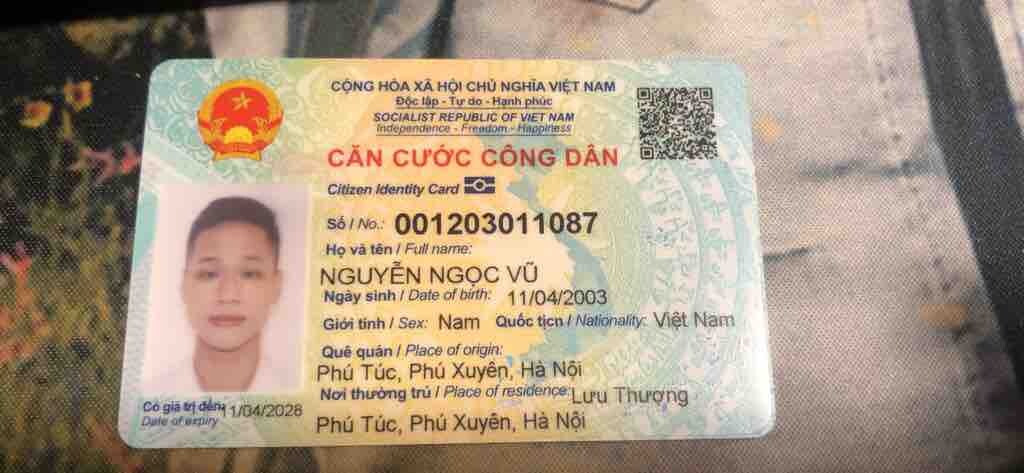 CỘNG HÒA XÃ HỘI CHỦ NGHĨA VIỆT NAM
Độc lập - Tự do - Hạnh phúc
SOCIALIST REPUBLIC OF VIET NAM
Independence - Freedom - Happiness
CĂN CƯỚC CÔNG DÂN
Citizen Identity Card
Số / No.: 001203011087
Họ và tên / Full name:
NGUYỄN NGỌC VŨ
Ngày sinh / Date of birth: 11/04/2003
Giới tính / Sex: Nam Quốc tịch / Nationality: Việt Nam
Quê quán / Place of origin:
Phú Túc, Phú Xuyên, Hà Nội
Nơi thường trú / Place of residence: Lưu Thượng
Phú Túc, Phú Xuyên, Hà Nội
Có giá trị đến: 11/04/2028
Date of expiry